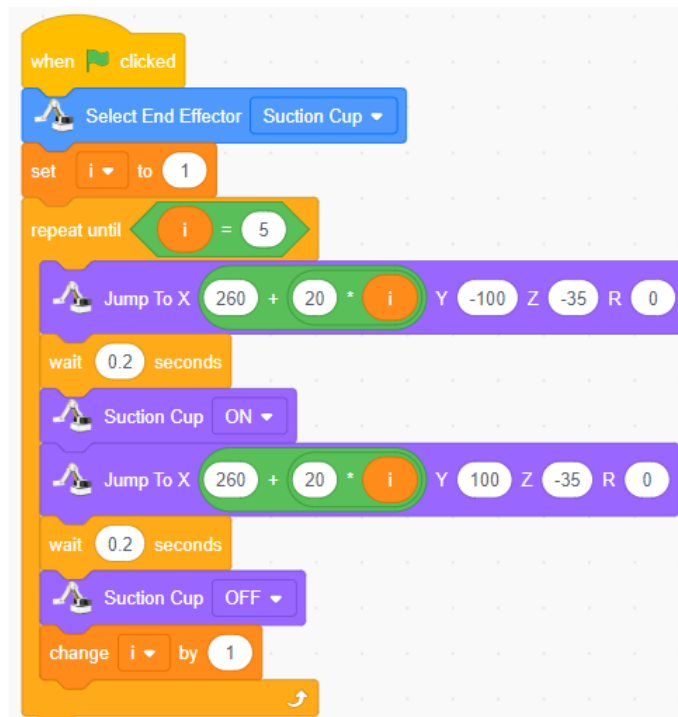 when clicked
Select End Effector Suction Cup
set i to 1
repeat until i = 5
Jump To X 260 + 20 * i Y -100 Z -35 R 0
wait 0.2 seconds
Suction Cup ON
Jump To X 260 + 20 * i Y 100 Z -35 R 0
wait 0.2 seconds
Suction Cup OFF
change i by 1